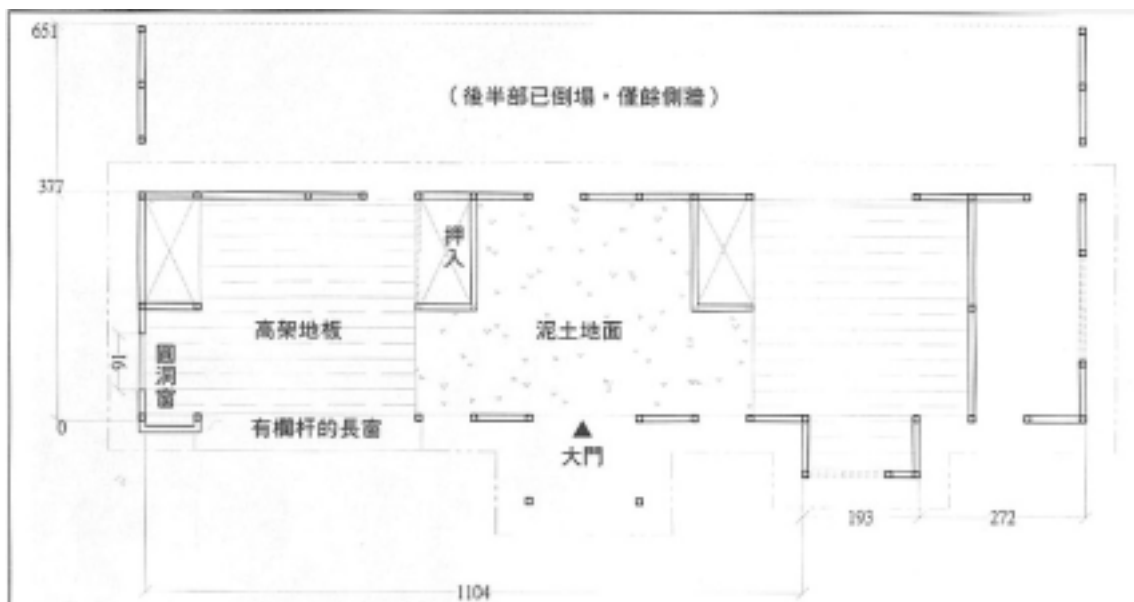 651
（後半部已倒塌，僅餘側牆）
377
押入
高架地板
泥土地面
91
圓洞窗
0
有欄杆的長窗
大門
193
272
1104